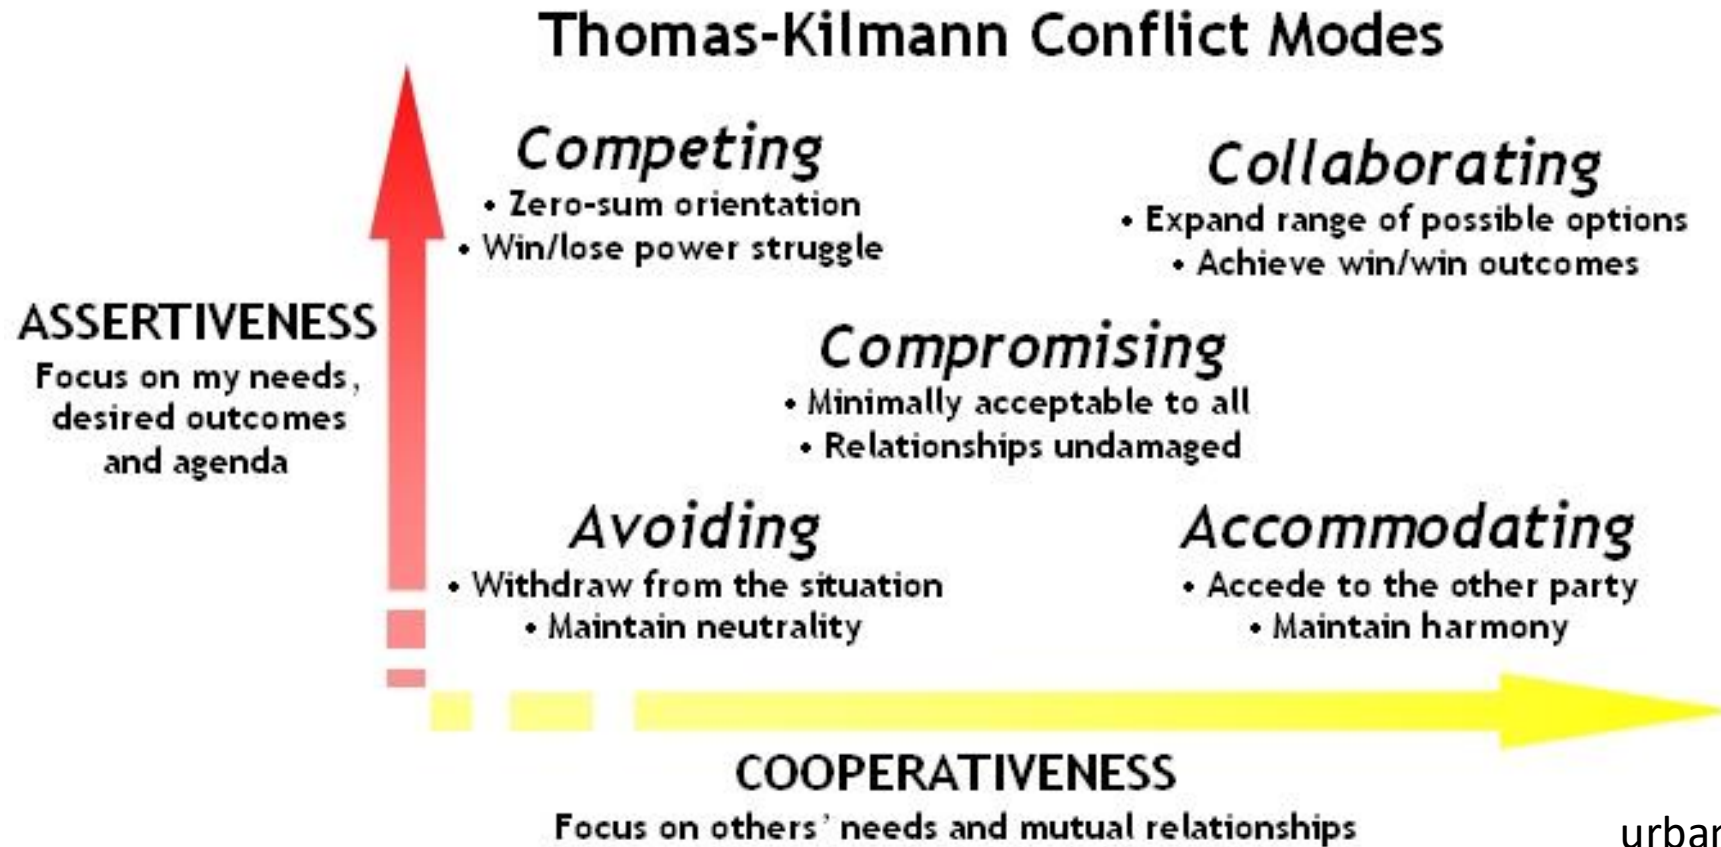 Thomas-Kilmann Conflict Modes
Competing
• Zero-sum orientation
• Win/lose power struggle
Collaborating
• Expand range of possible options
• Achieve win/win outcomes
ASSERTIVENESS
Focus on my needs,
desired outcomes
and agenda
Compromising
• Minimally acceptable to all
• Relationships undamaged
Avoiding
• Withdraw from the situation
• Maintain neutrality
Accommodating
• Accede to the other party
• Maintain harmony
COOPERATIVENESS
Focus on others' needs and mutual relationships